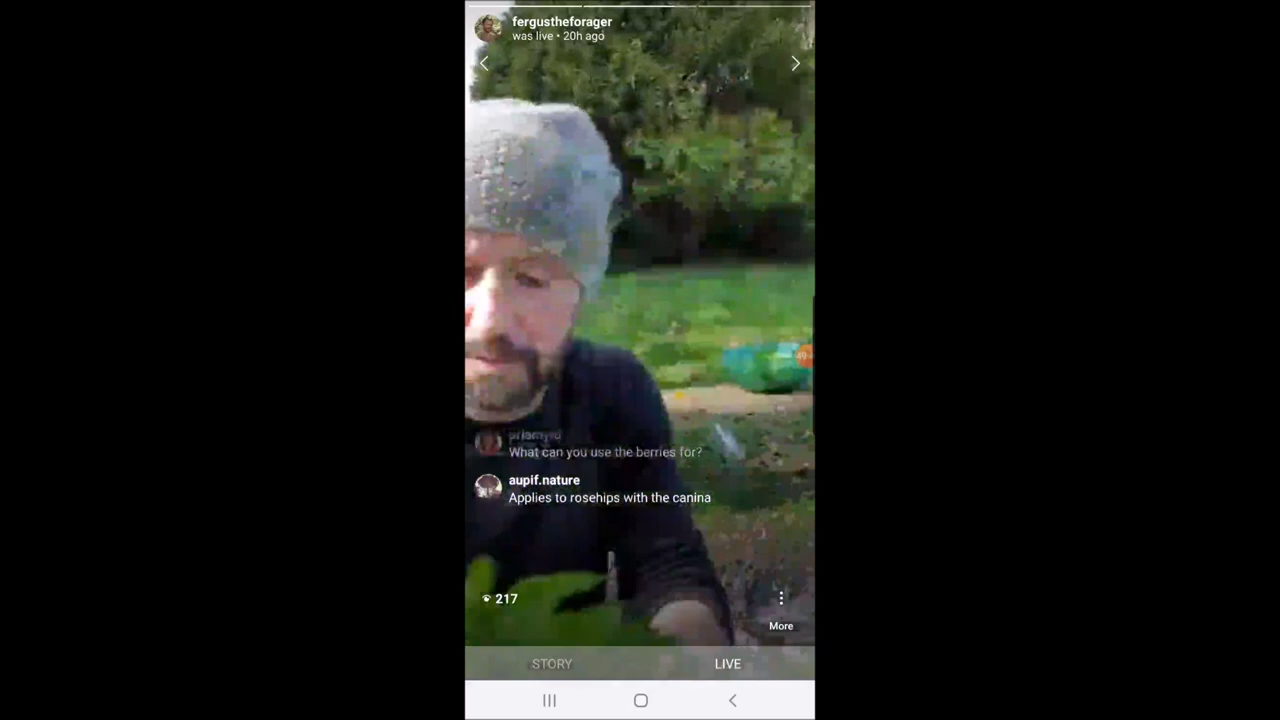 fergustheforager
was live • 20h ago
What can you use the berries for?
aupif.nature
Applies to rosehips with the canina
217
More
STORY
LIVE